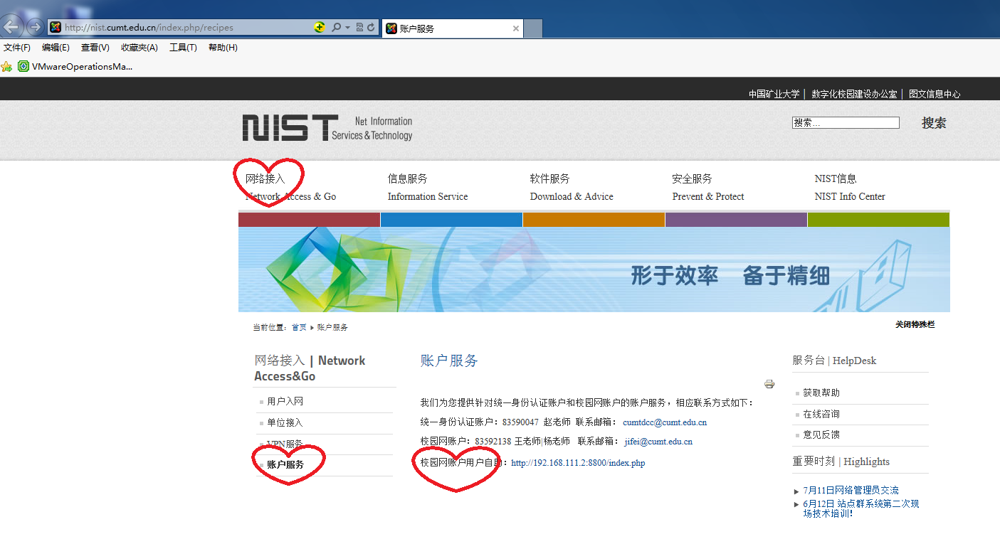 http://nist.cumt.edu.cn/index.php/recipes
账户服务
文件(F) 编辑(E) 查看(V) 收藏夹(A) 工具(T) 帮助(H)
VMwareOperationsMa...
中国矿业大学 | 数字化校园建设办公室 | 图文信息中心
NIST Net Information
Services & Technology
搜索...
搜索
网络接入 信息服务 软件服务 安全服务 NIST信息
Network Access & Go Information Service Download & Advice Prevent & Protect NIST Info Center
形于效率 备于精细
当前位置： 首页 账户服务
关闭特殊栏
网络接入 | Network
Access&Go
用户入网
单位接入
VPN服务
账户服务
账户服务
我们为您提供针对统一身份认证账户和校园网账户的账户服务，相应联系方式如下：
统一身份认证账户：83590047 赵老师 联系邮箱： cumtdcc@cumt.edu.cn
校园网账户：83592138 王老师|杨老师 联系邮箱： jifei@cumt.edu.cn
校园网账户用户自助：http://192.168.111.2:8800/index.php
服务台 | HelpDesk
获取帮助
在线咨询
意见反馈
重要时刻 | Highlights
7月11日网络管理员交流
6月12日 站点群系统第二次现
场技术培训！